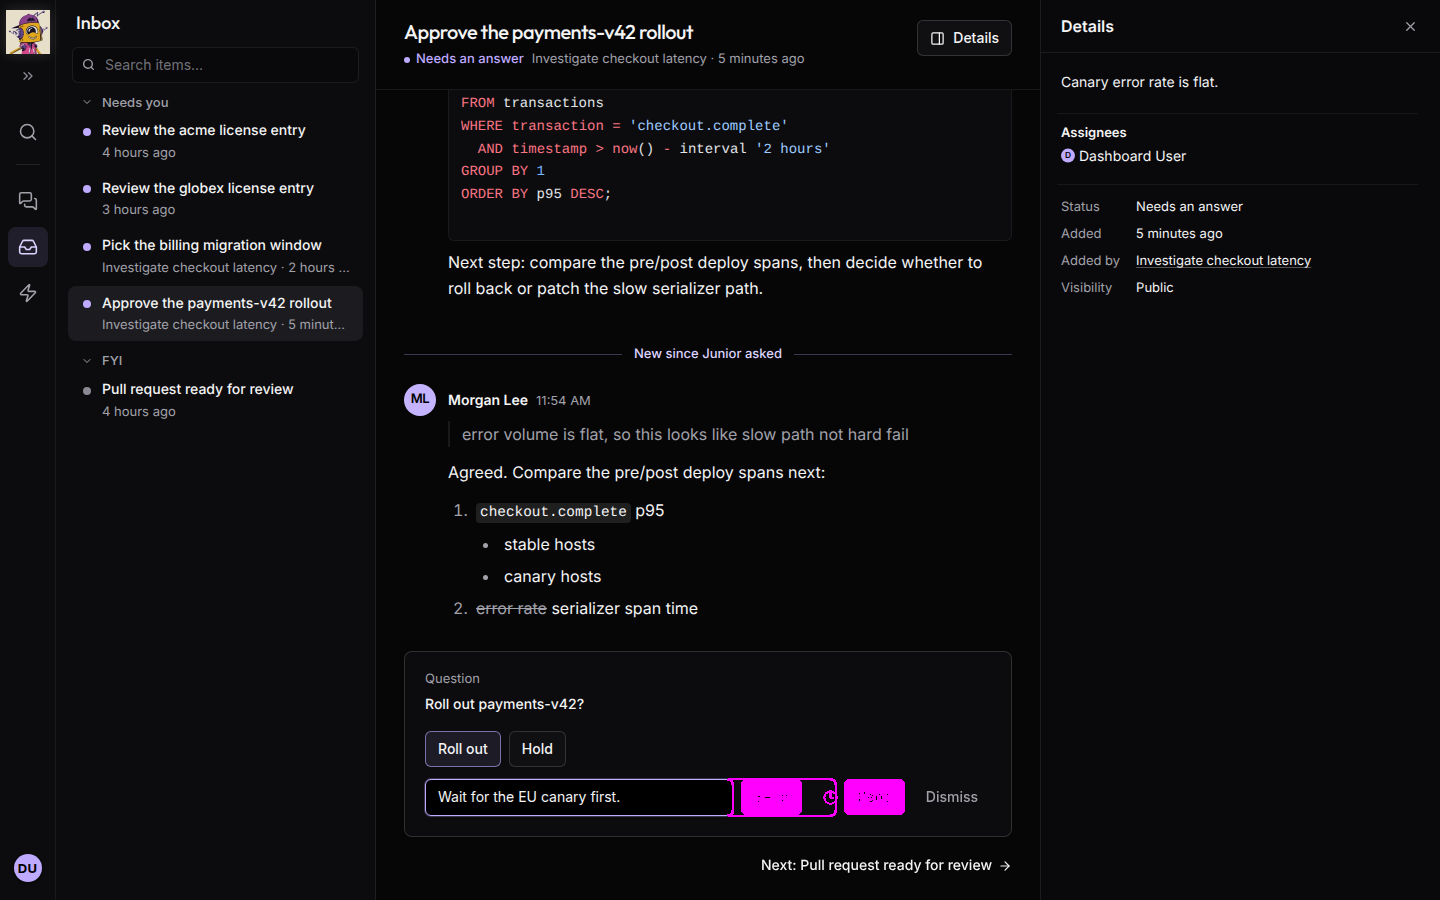 Inbox
Search items...
Needs you
Review the acme license entry
4 hours ago
Review the globex license entry
3 hours ago
Pick the billing migration window
Investigate checkout latency · 2 hours ...
Approve the payments-v42 rollout
Investigate checkout latency · 5 minut...
FYI
Pull request ready for review
4 hours ago
DU
Approve the payments-v42 rollout
Needs an answer Investigate checkout latency · 5 minutes ago
Details
FROM transactions
WHERE transaction = 'checkout.complete'
AND timestamp > now() - interval '2 hours'
GROUP BY 1
ORDER BY p95 DESC;
Next step: compare the pre/post deploy spans, then decide whether to
roll back or patch the slow serializer path.
New since Junior asked
ML
Morgan Lee 11:54 AM
error volume is flat, so this looks like slow path not hard fail
Agreed. Compare the pre/post deploy spans next:
1. checkout.complete p95
• stable hosts
• canary hosts
2. error rate serializer span time
Question
Roll out payments-v42?
Roll out
Hold
Wait for the EU canary first.
Dismiss
Next: Pull request ready for review →
Details
Canary error rate is flat.
Assignees
D Dashboard User
Status Needs an answer
Added 5 minutes ago
Added by Investigate checkout latency
Visibility Public